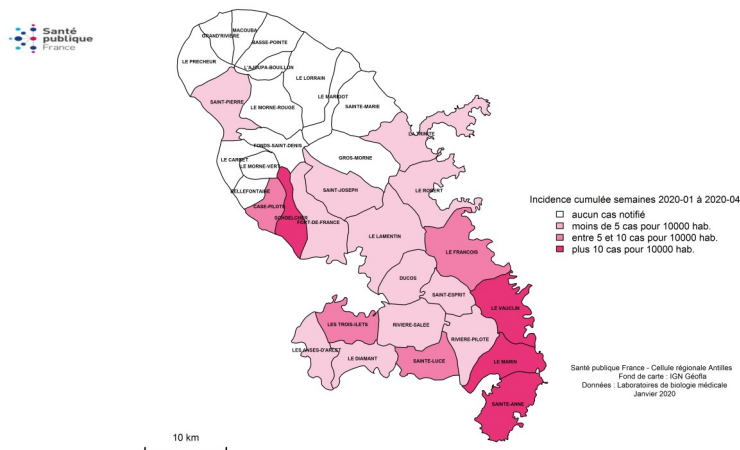 Santé
publique
France
MACOUBA
GRAND'RIVIÈRE
BASSE-POINTE
LE PRECHEUR
L'AJOUPA-BOUILLON
LE LORRAIN
LE MARIGOT
SAINT-PIERRE
LE MORNE-ROUGE
SAINTE-MARIE
LA TRINITE
FONDS-SAINT-DENIS
LE CARBET
GROS-MORNE
LE MORNE-VERT
BELLEFONTAINE
SAINT-JOSEPH
LE ROBERT
CASE-PILOTE
SCHOELCHER
FORT-DE-FRANCE
LE LAMENTIN
LE FRANCOIS
DUCOS
SAINT-ESPRIT
LE VAUCLIN
LES TROIS-ILETS
RIVIERE-SALEE
RIVIERE-PILOTE
LES ANSES-D'ARLET
LE DIAMANT
SAINTE-LUCE
LE MARIN
SAINTE-ANNE
Incidence cumulée semaines 2020-01 à 2020-04
aucun cas notifié
moins de 5 cas pour 10000 hab.
entre 5 et 10 cas pour 10000 hab.
plus 10 cas pour 10000 hab.
Santé publique France - Cellule régionale Antilles
Fond de carte : IGN Géofla
Données : Laboratoires de biologie médicale
Janvier 2020
10 km